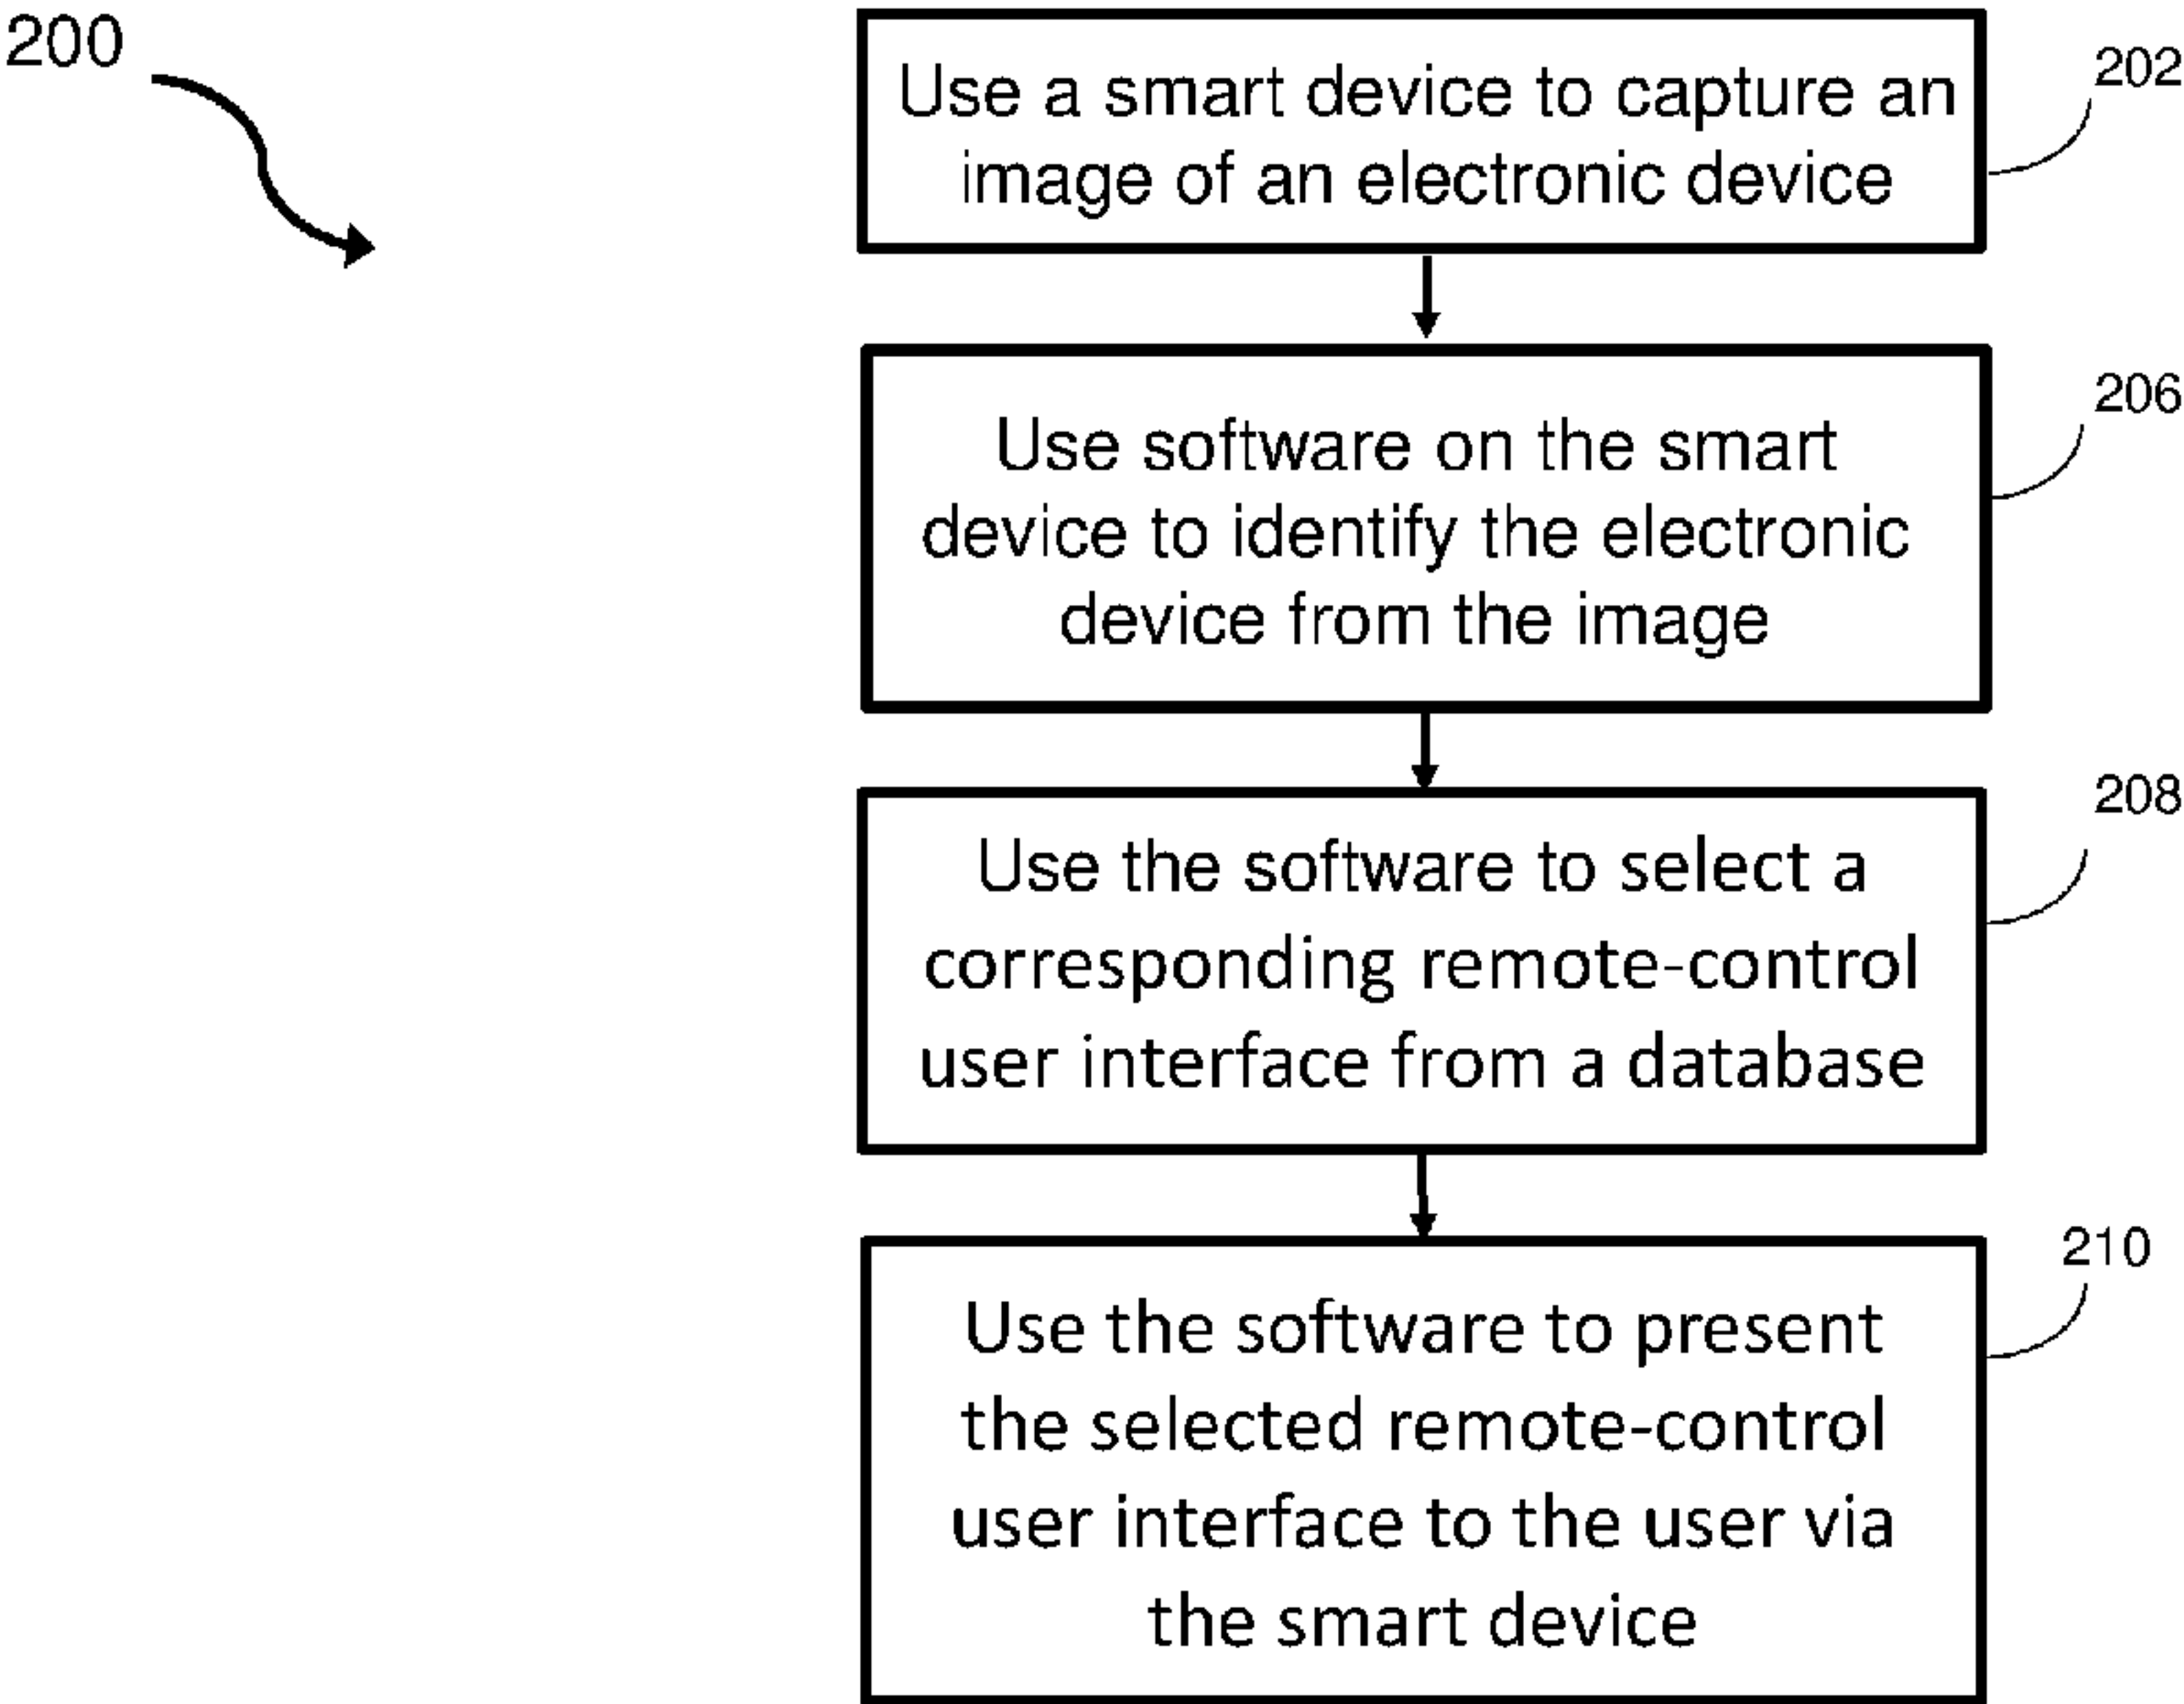 200
Use a smart device to capture an
image of an electronic device
202
Use software on the smart
device to identify the electronic
device from the image
206
Use the software to select a
corresponding remote-control
user interface from a database
208
Use the software to present
the selected remote-control
user interface to the user via
the smart device
210